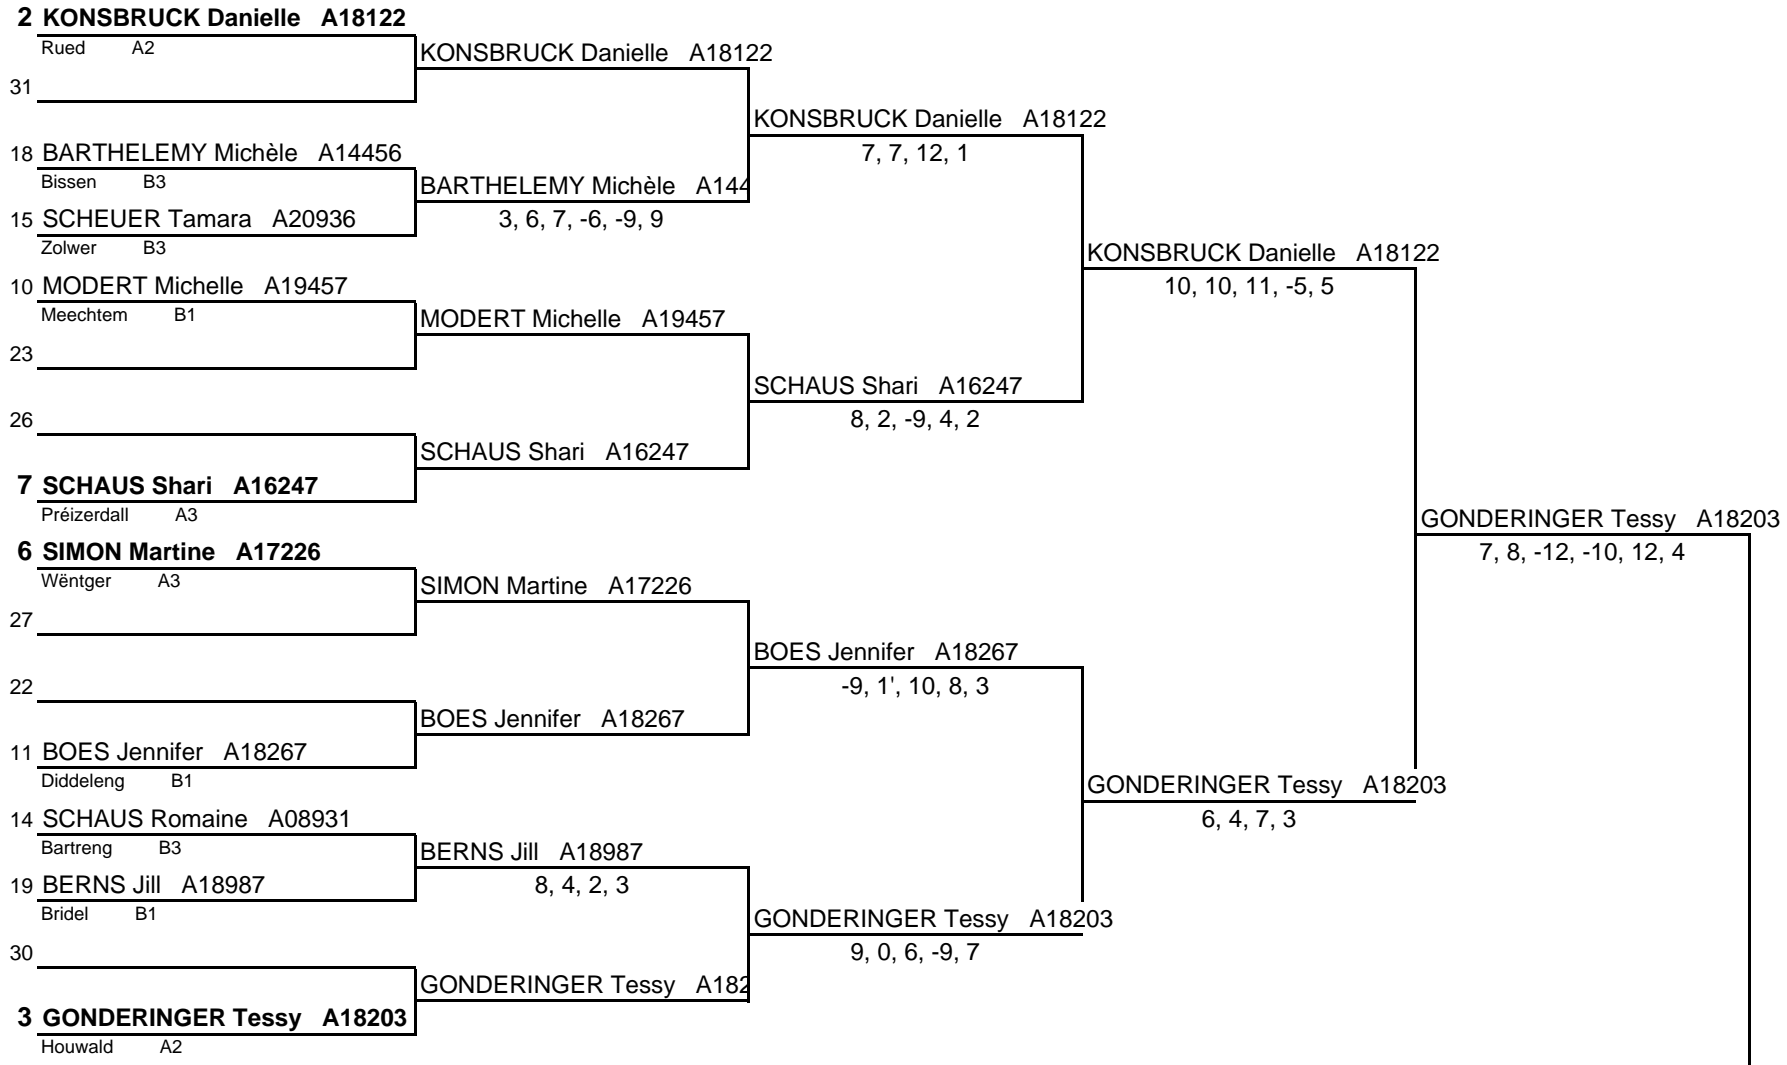 2 KONSBRUCK Danielle A18122
Rued A2
KONSBRUCK Danielle A18122
31
KONSBRUCK Danielle A18122
7, 7, 12, 1
18 BARTHELEMY Michèle A14456
Bissen B3
BARTHELEMY Michèle A144
3, 6, 7, -6, -9, 9
15 SCHEUER Tamara A20936
Zolwer B3
KONSBRUCK Danielle A18122
10, 10, 11, -5, 5
10 MODERT Michelle A19457
Meechtem B1
MODERT Michelle A19457
23
SCHAUS Shari A16247
8, 2, -9, 4, 2
26
SCHAUS Shari A16247
7 SCHAUS Shari A16247
Préizerdall A3
GONDERINGER Tessy A18203
7, 8, -12, -10, 12, 4
6 SIMON Martine A17226
Wëntger A3
SIMON Martine A17226
27
BOES Jennifer A18267
-9, 1', 10, 8, 3
22
BOES Jennifer A18267
11 BOES Jennifer A18267
Diddeleng B1
GONDERINGER Tessy A18203
6, 4, 7, 3
14 SCHAUS Romaine A08931
Bartreng B3
BERNS Jill A18987
8, 4, 2, 3
19 BERNS Jill A18987
Bridel B1
GONDERINGER Tessy A18203
9, 0, 6, -9, 7
30
GONDERINGER Tessy A182
3 GONDERINGER Tessy A18203
Houwald A2